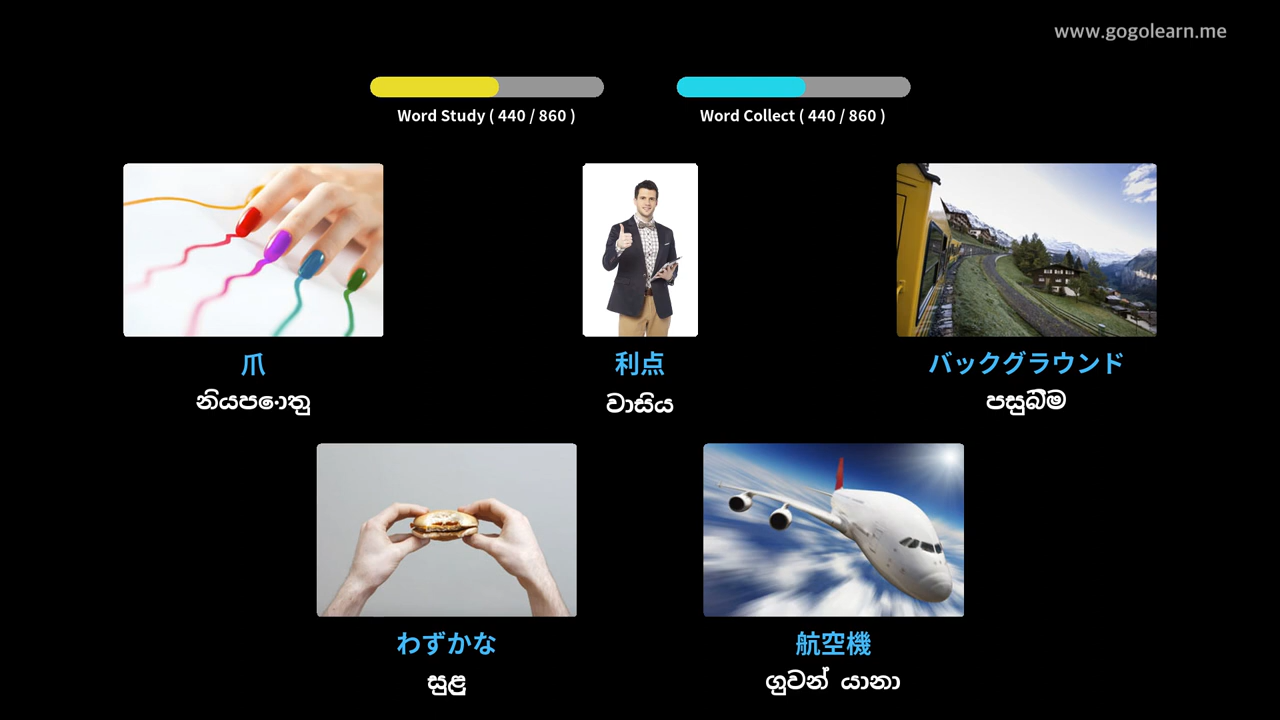 www.gogolearn.me
Word Study ( 440 / 860 )
Word Collect ( 440 / 860 )
爪
නියපොතු
利点
වාසිය
バックグラウンド
පසුබිම
わずかな
සුළු
航空機
ගුවන් යානා